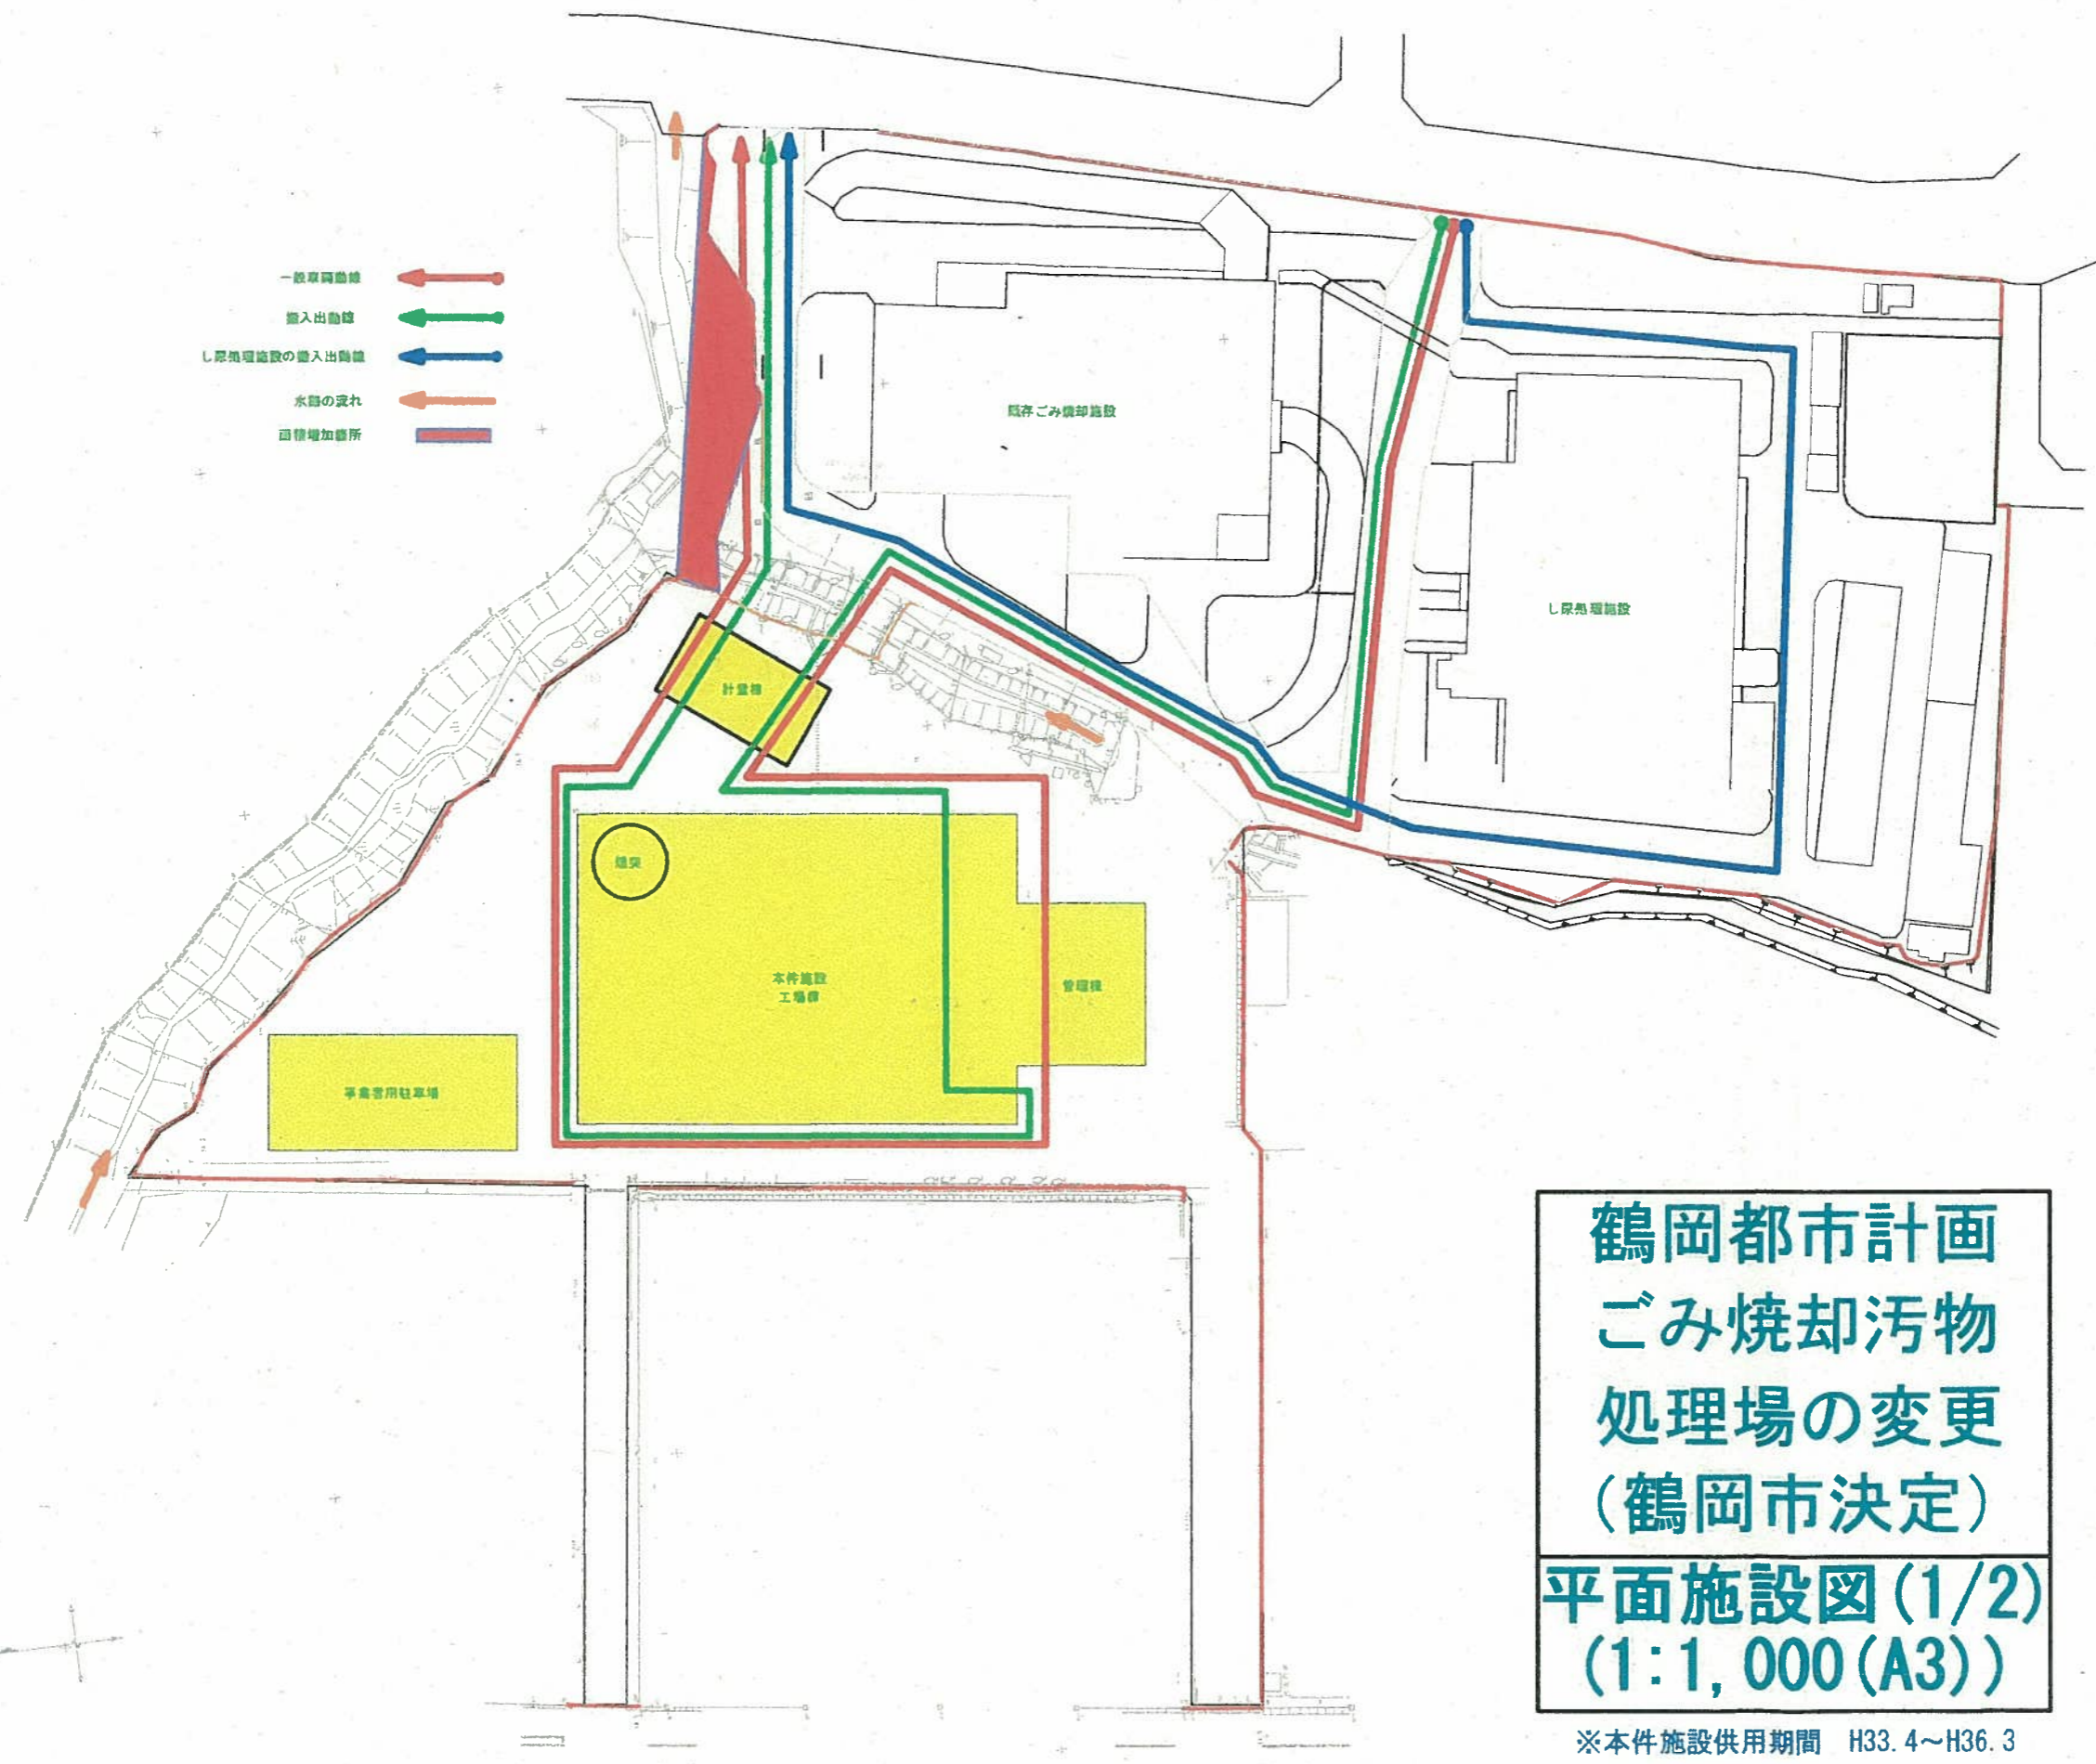 一般車両動線
搬入出動線
し尿処理施設の搬入出動線
水路の流れ
面積増加箇所
既存ごみ焼却施設
し尿処理施設
計量棟
煙突
本件施設
工場棟
管理棟
事業者用駐車場
鶴岡都市計画
ごみ焼却汚物
処理場の変更
(鶴岡市決定)
平面施設図(1/2)
(1:1,000(A3))
※本件施設供用期間 H33.4～H36.3